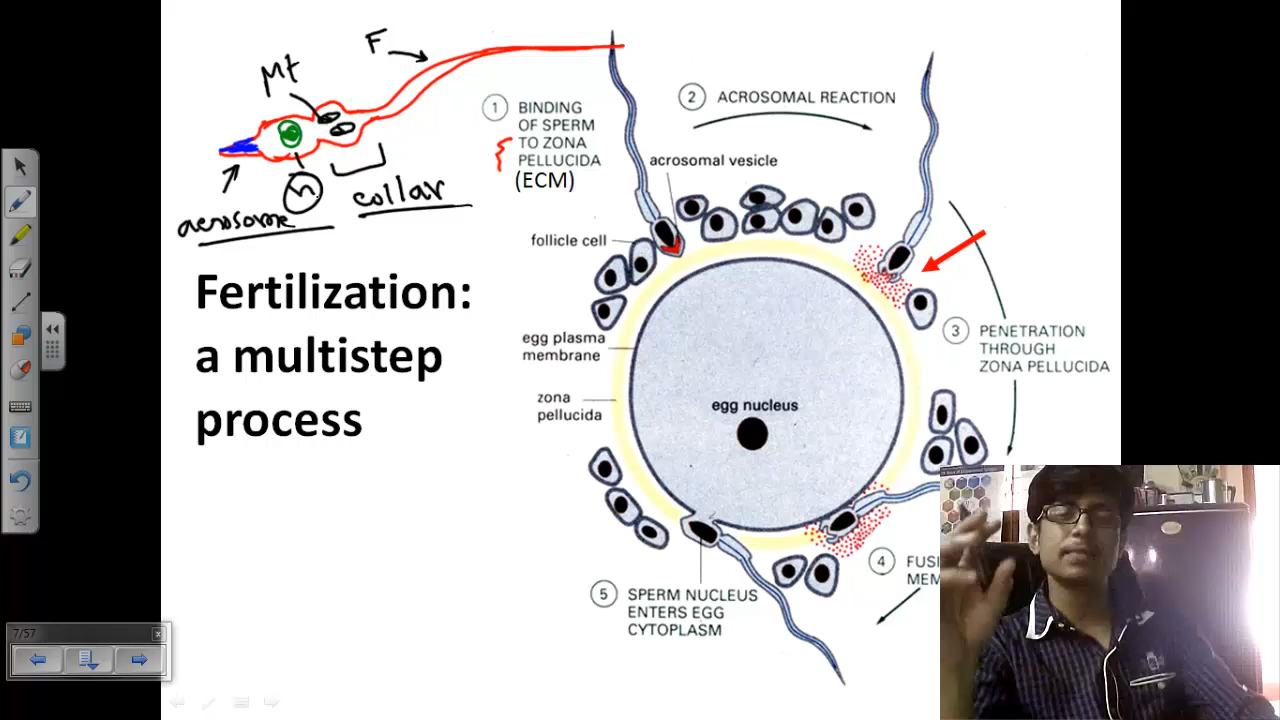 F
Mt
n
collar
acrosome
1 BINDING
OF SPERM
TO ZONA
PELLUCIDA
(ECM)
2 ACROSOMAL REACTION
acrosomal vesicle
follicle cell
Fertilization:
a multistep
process
egg plasma
membrane
zona
pellucida
egg nucleus
3 PENETRATION
THROUGH
ZONA PELLUCIDA
4 FUS
MEM
5 SPERM NUCLEUS
ENTERS EGG
CYTOPLASM
7/57